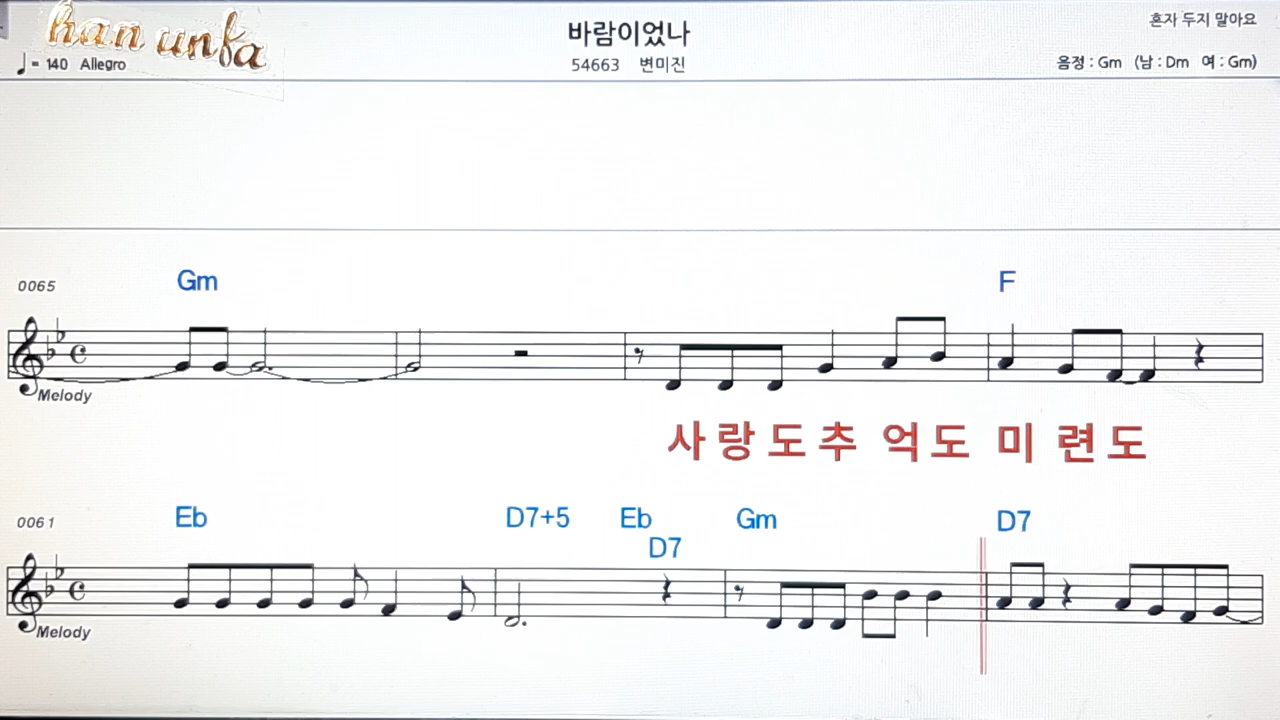 han unfa
바람이었나
혼자 두지 말아요
♩= 140 Allegro
54663 변미진
음정 : Gm (남 : Dm 여 : Gm)
0065
Gm
F
Melody
사랑도추 억도 미 련도
0061
Eb
D7+5
Eb
D7
Gm
D7
Melody